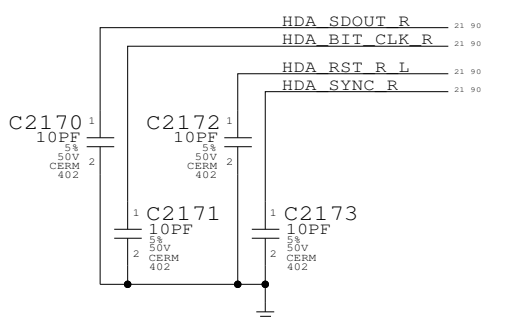 HDA_SDOUT_R 21 90
HDA_BIT_CLK_R 21 90
HDA_RST_R_L 21 90
HDA_SYNC_R 21 90
C2170 1
10PF
5%
50V
CERM
402
2
C2172 1
10PF
5%
50V
CERM
402
2
1 C2171
10PF
5%
50V
2 CERM
402
1 C2173
10PF
5%
50V
2 CERM
402